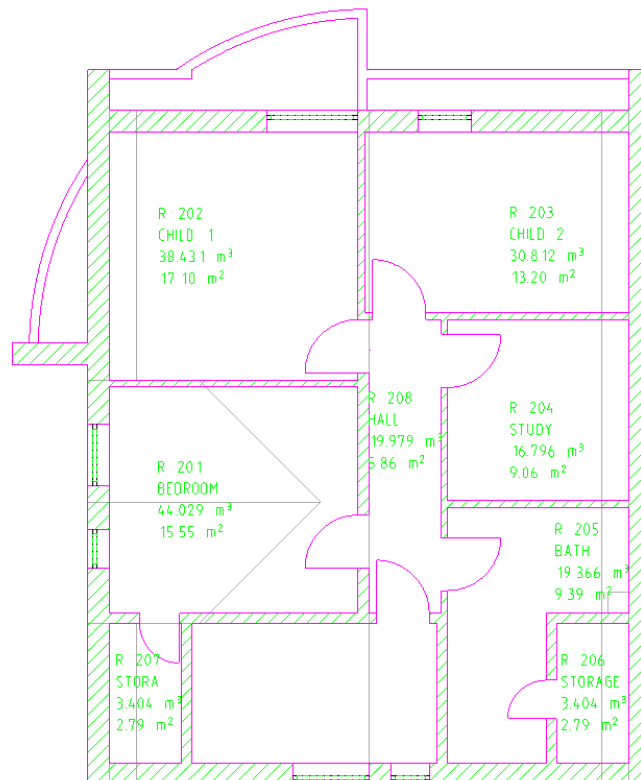 R 202
CHILD 1
38.431 m³
17.10 m²
R 203
CHILD 2
30.812 m³
13.20 m²
R 208
HALL
19.979 m³
5.86 m²
R 204
STUDY
16.796 m³
9.06 m²
R 201
BEDROOM
44.029 m³
15.55 m²
R 205
BATH
19.366 m³
9.39 m²
R 207
STORA
3.404 m³
2.79 m²
R 206
STORAGE
3.404 m³
2.79 m²